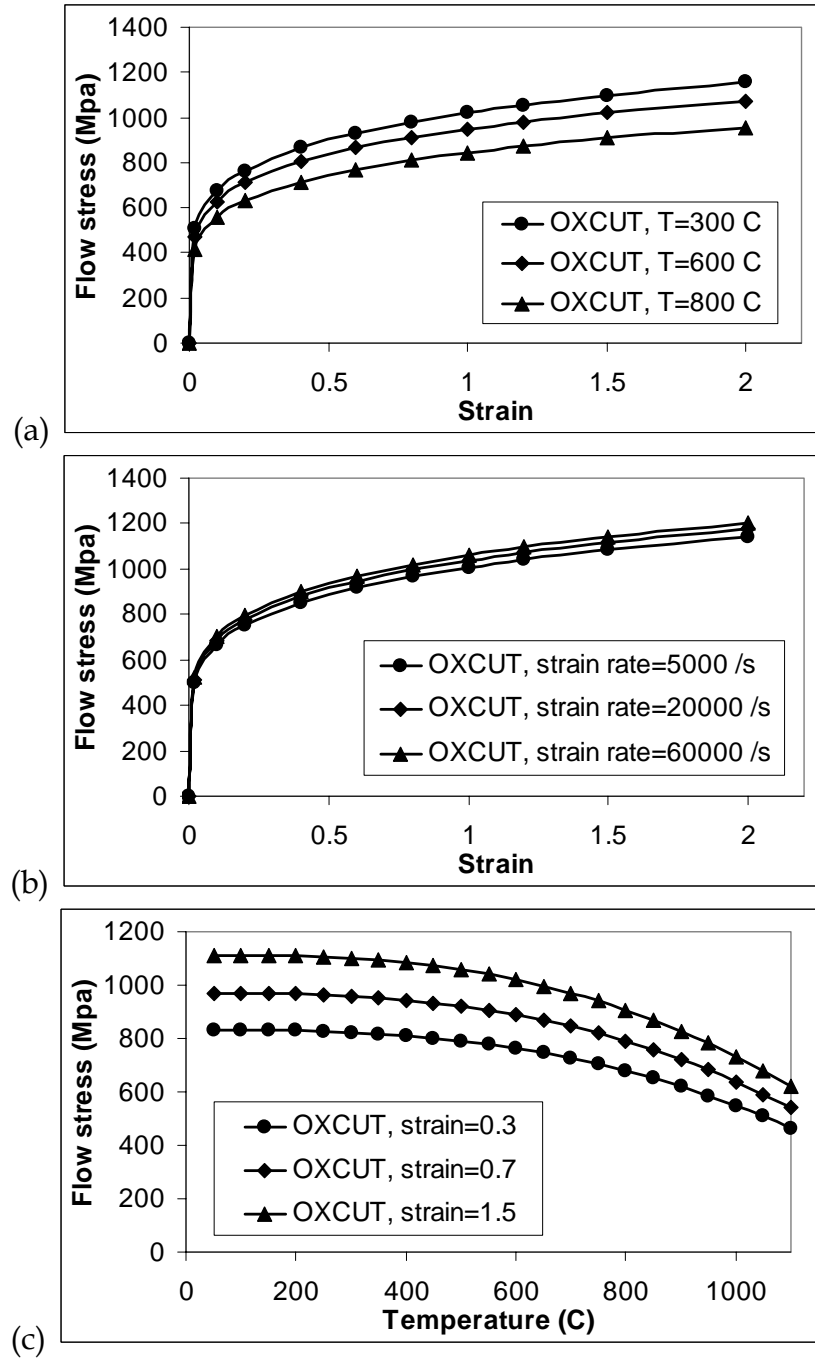 1400
1200
1000
800
600
400
200
0
Flow stress (Mpa)
OXCUT, T=300 C
OXCUT, T=600 C
OXCUT, T=800 C
0 0.5 1 1.5 2
Strain
(a)
1400
1200
1000
800
600
400
200
0
Flow stress (Mpa)
OXCUT, strain rate=5000 /s
OXCUT, strain rate=20000 /s
OXCUT, strain rate=60000 /s
0 0.5 1 1.5 2
Strain
(b)
1200
1000
800
600
400
200
0
Flow stress (Mpa)
OXCUT, strain=0.3
OXCUT, strain=0.7
OXCUT, strain=1.5
0 200 400 600 800 1000
Temperature (C)
(c)